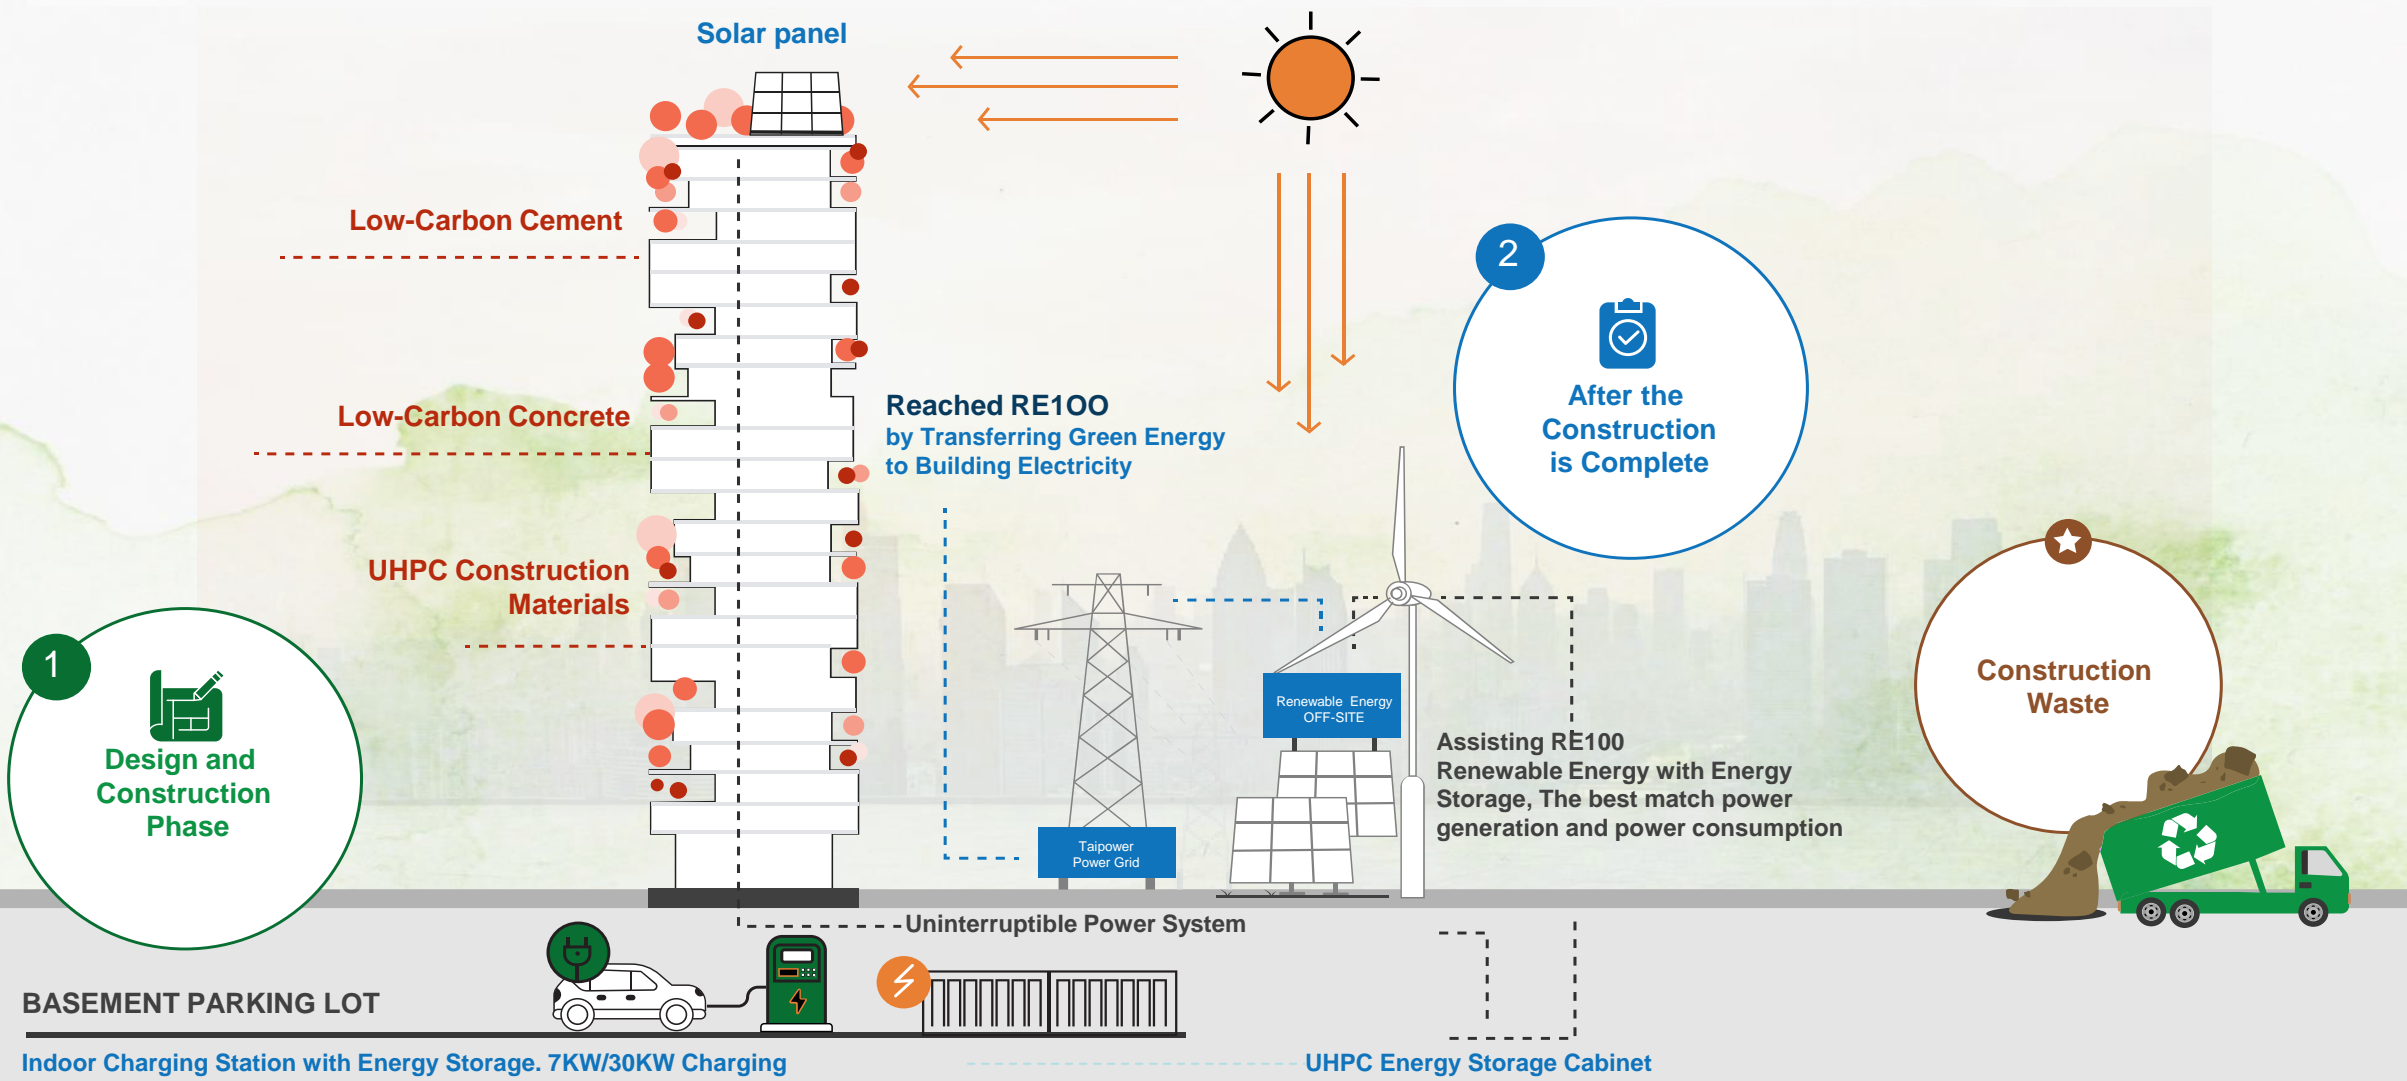 Solar panel
Low-Carbon Cement
Low-Carbon Concrete
UHPC Construction
Materials
1
Design and
Construction
Phase
Reached RE1OO
by Transferring Green Energy
to Building Electricity
2
After the
Construction
is Complete
Construction
Waste
Renewable Energy
OFF-SITE
Taipower
Power Grid
Assisting RE100
Renewable Energy with Energy
Storage, The best match power
generation and power consumption
Uninterruptible Power System
BASEMENT PARKING LOT
Indoor Charging Station with Energy Storage. 7KW/30KW Charging
UHPC Energy Storage Cabinet